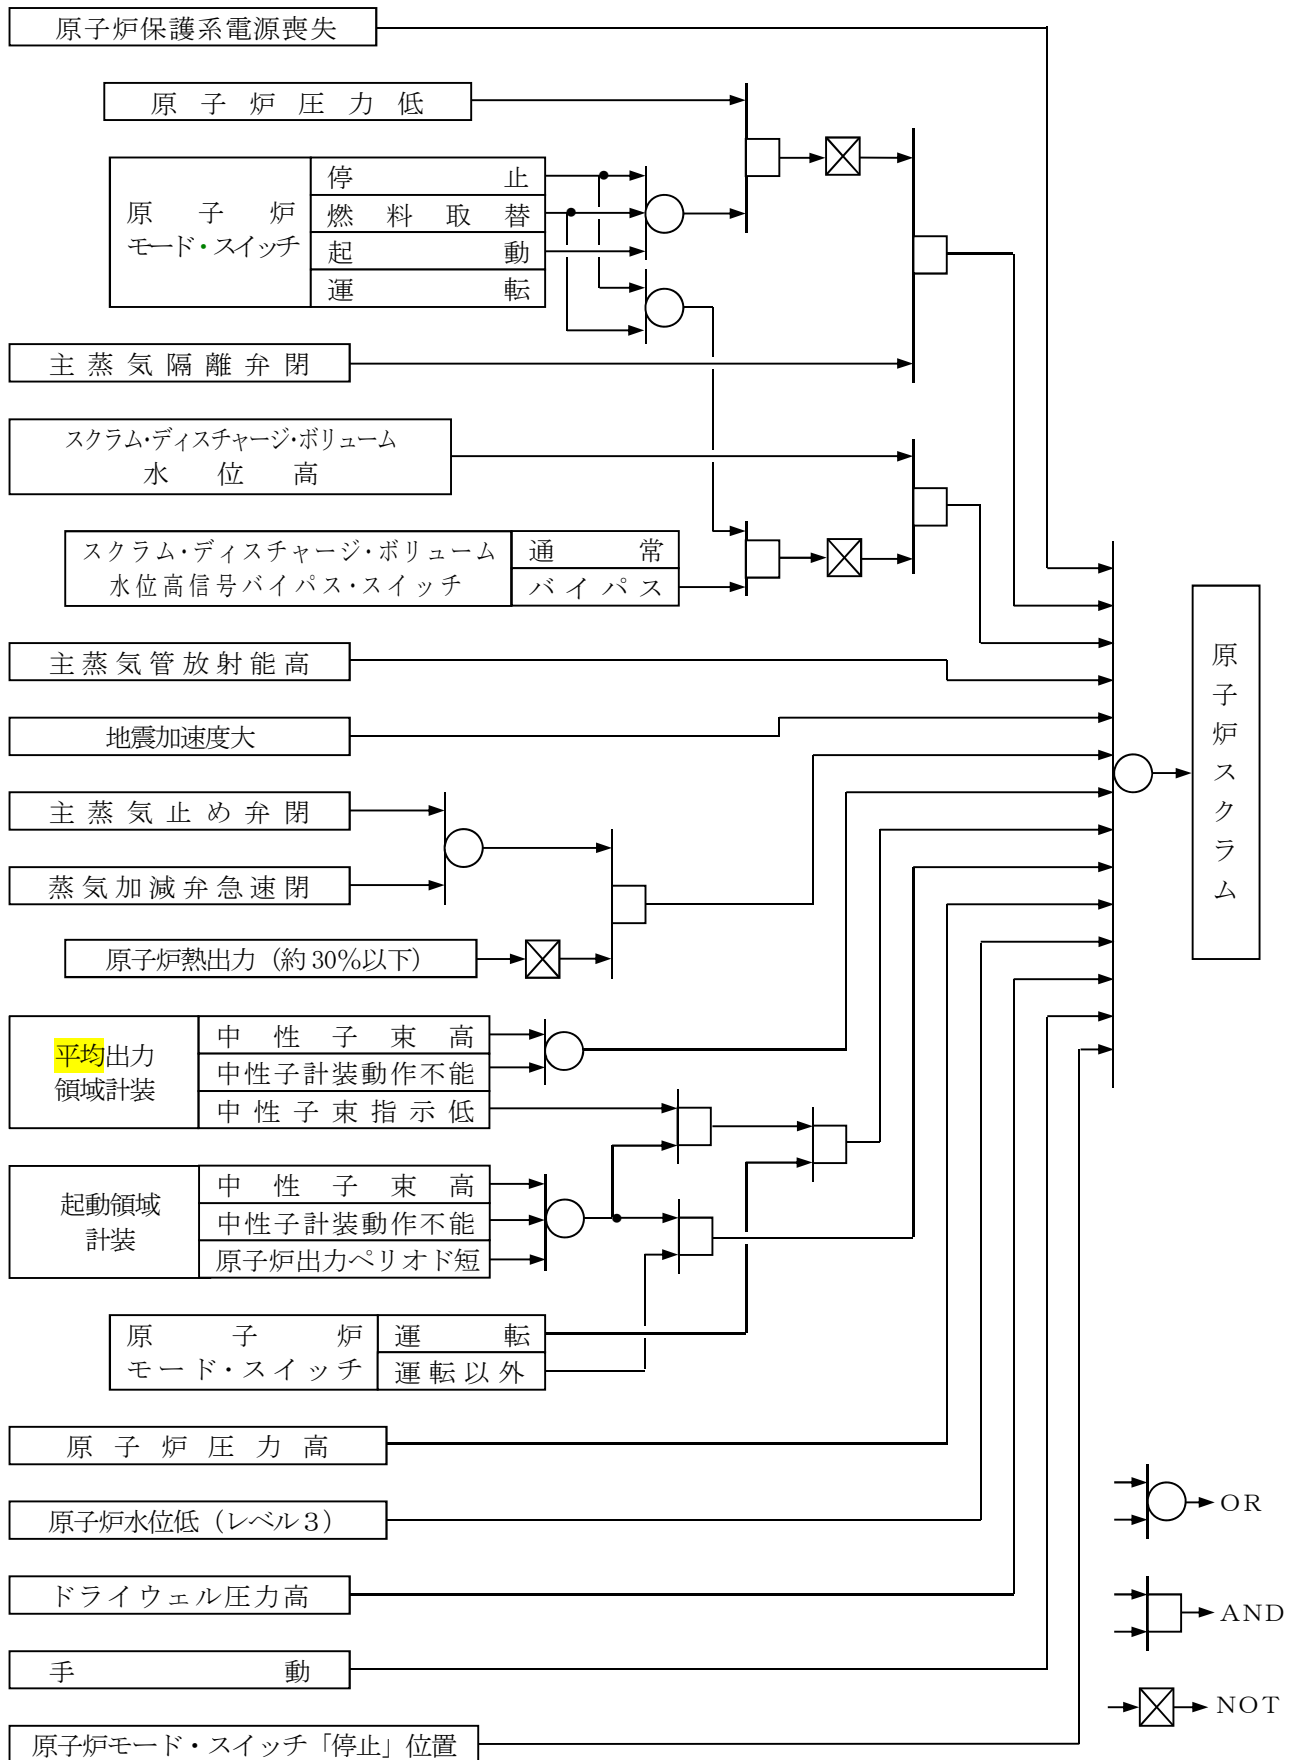 原子炉保護系電源喪失
原子炉圧力低
原子炉
モード・スイッチ
停止
燃料取替
起動
運転
主蒸気隔離弁閉
スクラム・ディスチャージ・ボリューム
水位高
スクラム・ディスチャージ・ボリューム
水位高信号バイパス・スイッチ
通常
バイパス
主蒸気管放射能高
地震加速度大
主蒸気止め弁閉
蒸気加減弁急速閉
原子炉熱出力（約30％以下）
平均出力
領域計装
中性子束高
中性子計装動作不能
中性子束指示低
起動領域
計装
中性子束高
中性子計装動作不能
原子炉出力ペリオド短
原子炉
モード・スイッチ
運転
運転以外
原子炉圧力高
原子炉水位低（レベル３）
ドライウェル圧力高
手動
原子炉モード・スイッチ「停止」位置
原子炉スクラム
OR
AND
NOT